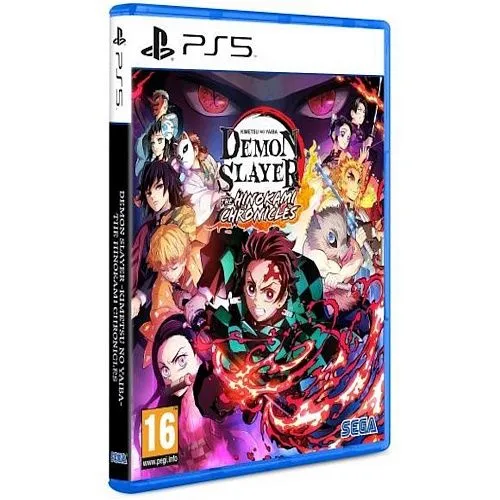 PS5
PS5
KIMETSU NO YAIBA
DEMON
SLAYER
THE HINOKAMI
CHRONICLES
DEMON SLAYER -KIMETSU NO YAIBA-
THE HINOKAMI CHRONICLES
16
www.pegi.info
SEGA